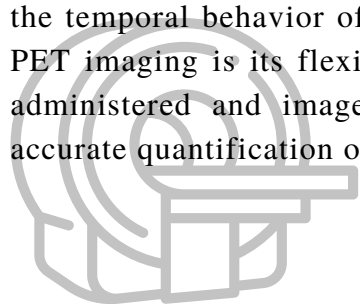 the temporal behavior of
PET imaging is its flexi
administered and image
accurate quantification o